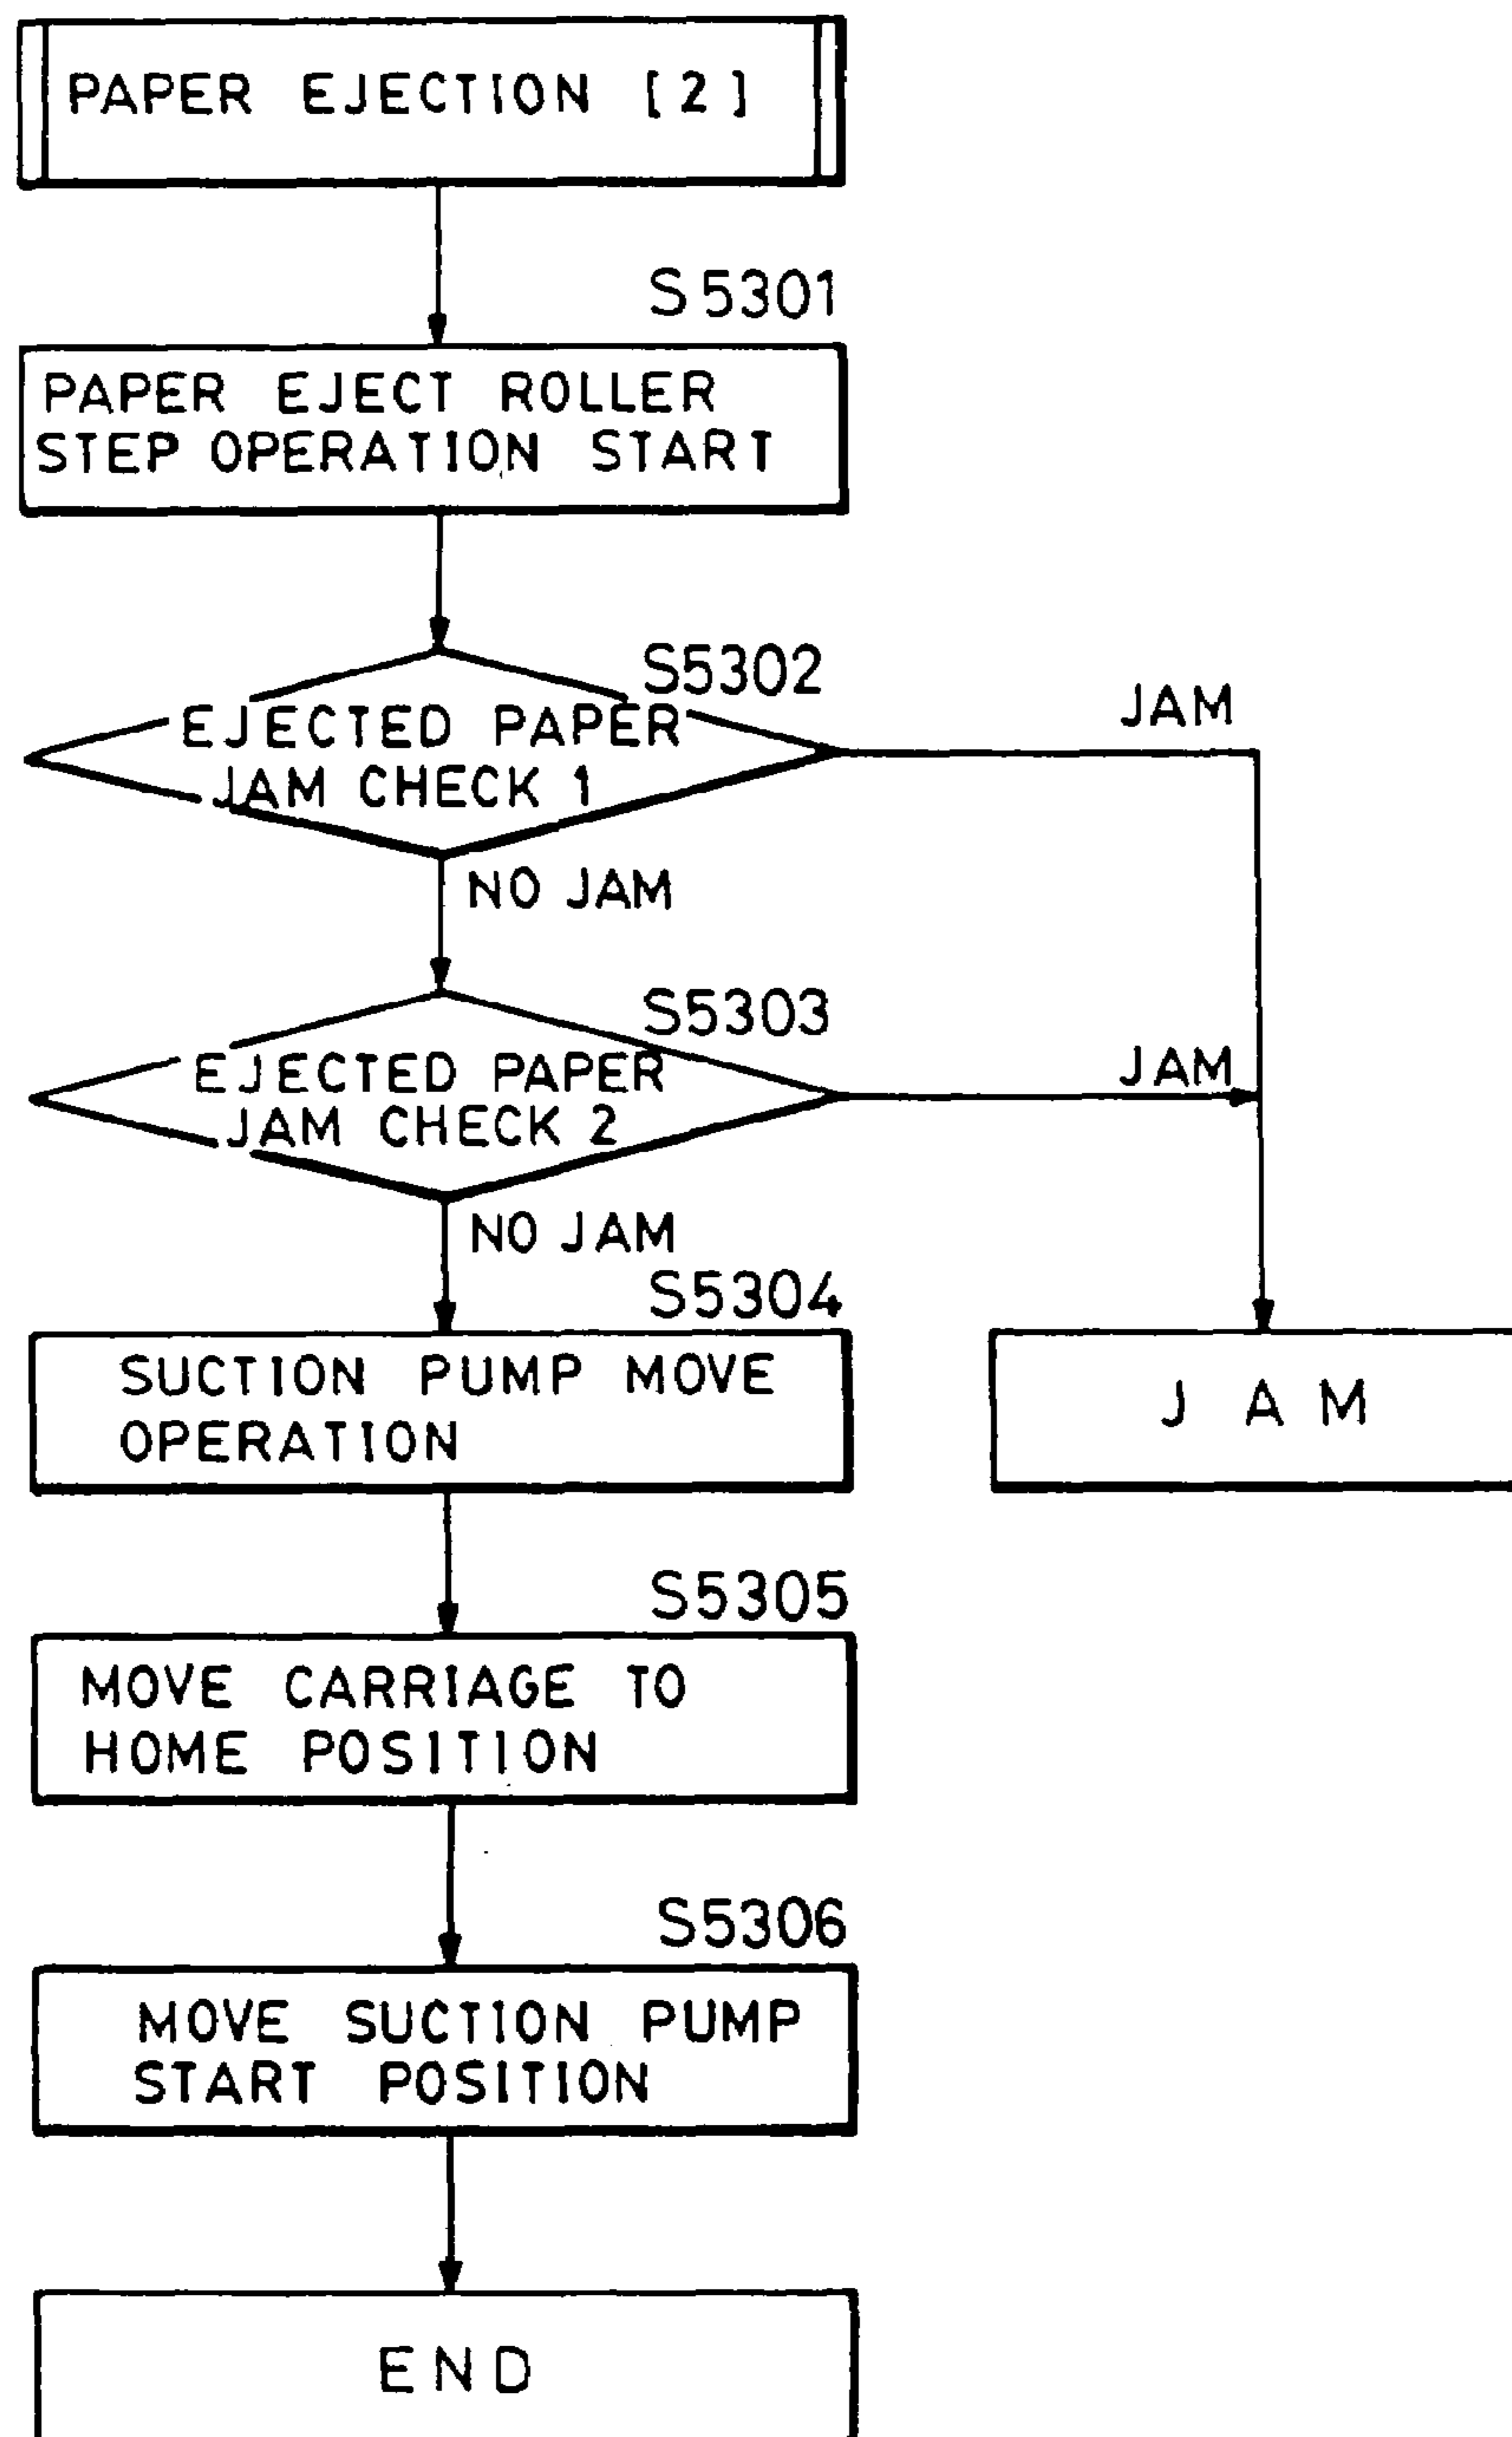 PAPER EJECTION [2]
S5301
PAPER EJECT ROLLER
STEP OPERATION START
S5302
EJECTED PAPER
JAM CHECK 1
JAM
NO JAM
S5303
EJECTED PAPER
JAM CHECK 2
JAM
NO JAM
S5304
SUCTION PUMP MOVE
OPERATION
JAM
S5305
MOVE CARRIAGE TO
HOME POSITION
S5306
MOVE SUCTION PUMP
START POSITION
END